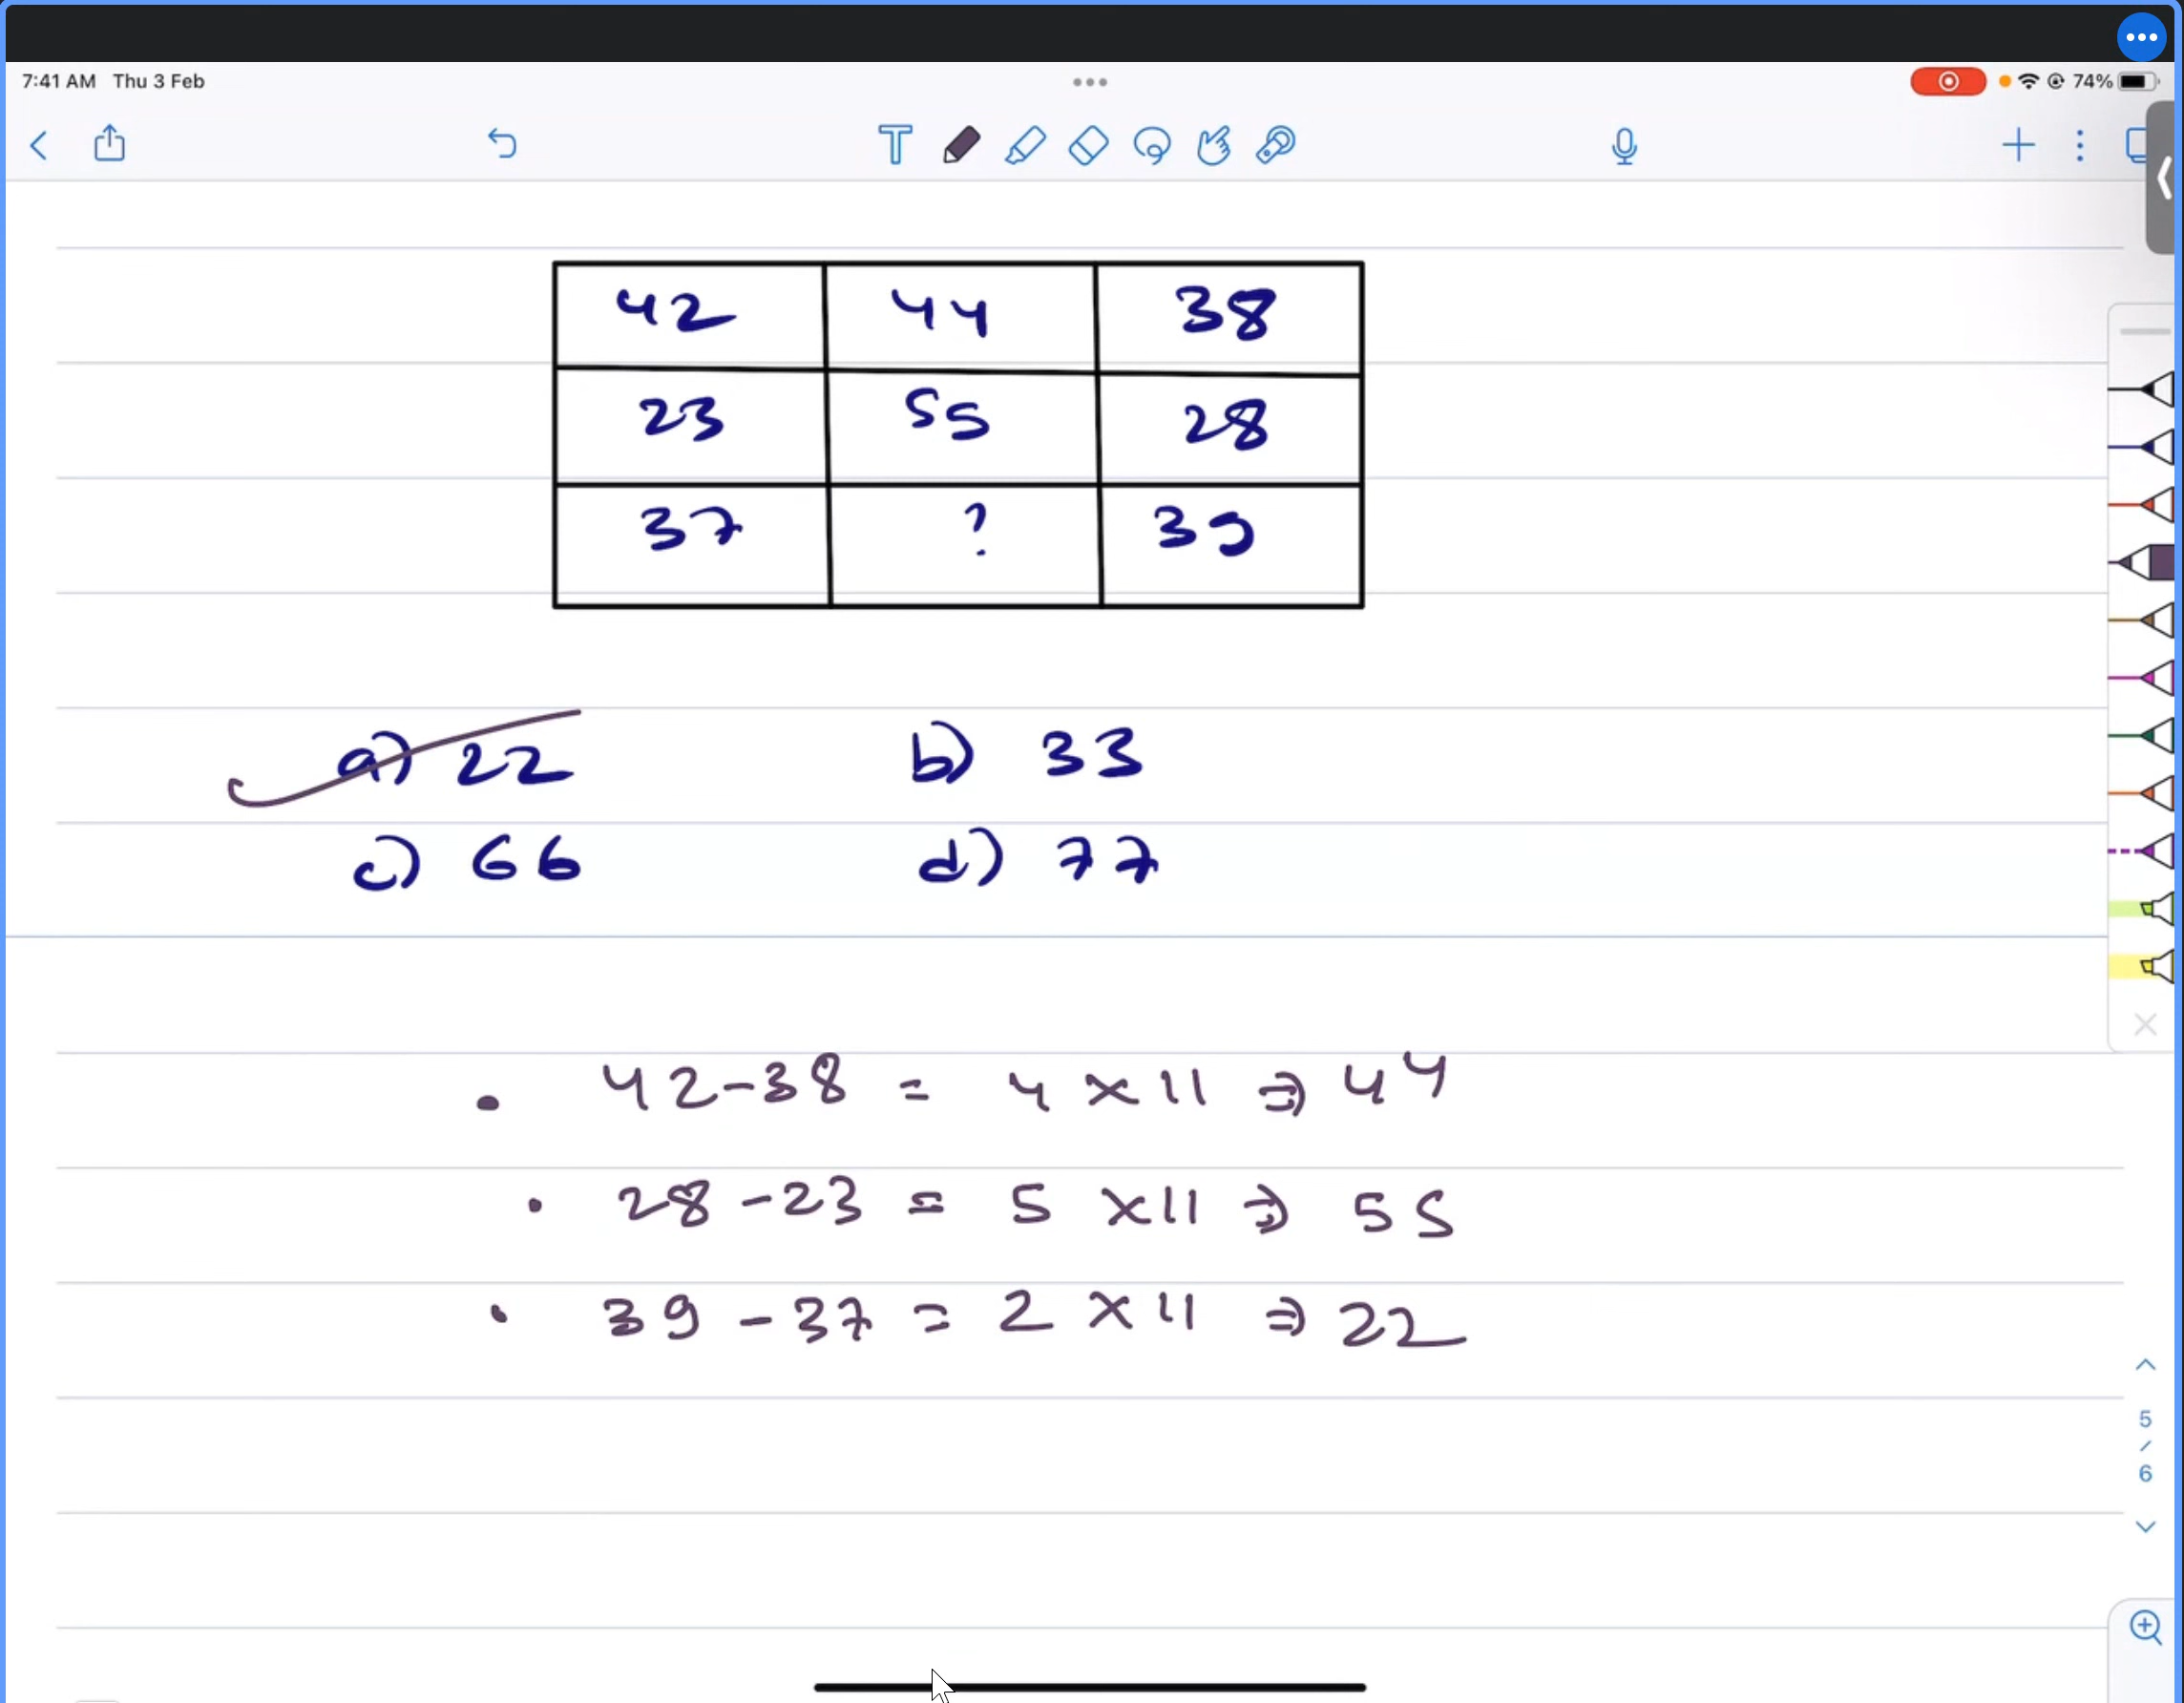 7:41 AM Thu 3 Feb
74%
42 44 38
23 55 28
37 ? 39
a) 22 b) 33
c) 66 d) 77
• 42-38 = 4 × 11 ⇒ 44
• 28-23 = 5 ×11 ⇒ 55
• 39-37 = 2 × 11 ⇒ 22
5
/
6